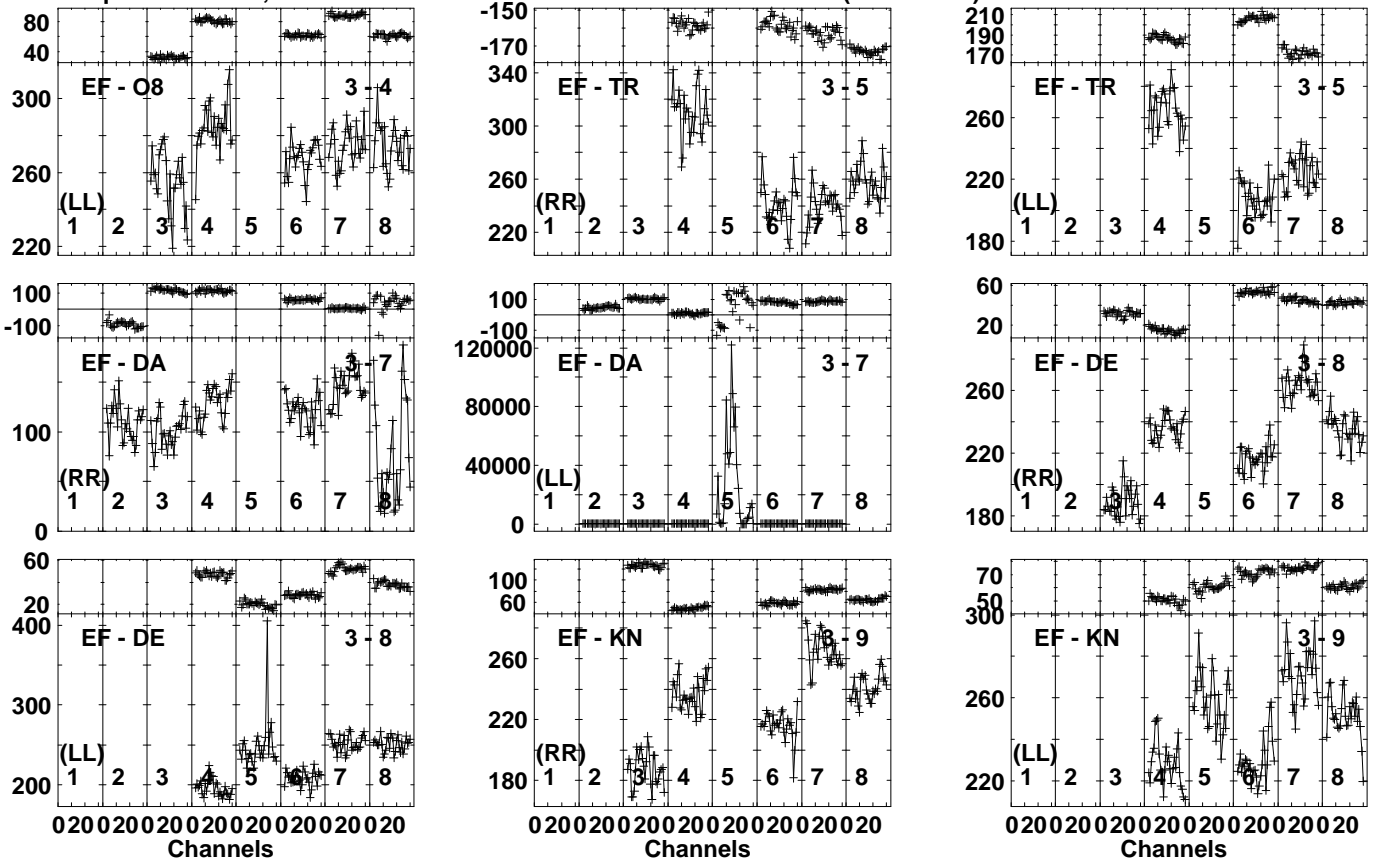 80
40
EF - O8
3 - 4
300
260
220
(LL)
1 2 3 4 5 6 7 8
-150
-170
EF - TR
3 - 5
340
300
260
220
(RR)
1 2 3 4 5 6 7 8
210
190
170
EF - TR
3 - 5
260
220
180
(LL)
1 2 3 4 5 6 7 8
100
-100
EF - DA
3 - 7
100
0
(RR)
1 2 3 4 5 6 7 8
100
-100
EF - DA
3 - 7
120000
80000
40000
0
(LL)
1 2 3 4 5 6 7 8
60
20
EF - DE
3 - 8
260
220
180
(RR)
1 2 3 4 5 6 7 8
60
20
EF - DE
3 - 8
400
300
200
(LL)
1 2 3 4 5 6 7 8
0 20 0 20 0 20 0 20 0 20 0 20 0 20 0 20
Channels
100
60
EF - KN
3 - 9
260
220
180
(RR)
1 2 3 4 5 6 7 8
0 20 0 20 0 20 0 20 0 20 0 20 0 20 0 20
Channels
70
50
300
EF - KN
3 - 9
260
220
(LL)
1 2 3 4 5 6 7 8
0 20 0 20 0 20 0 20 0 20 0 20 0 20 0 20
Channels